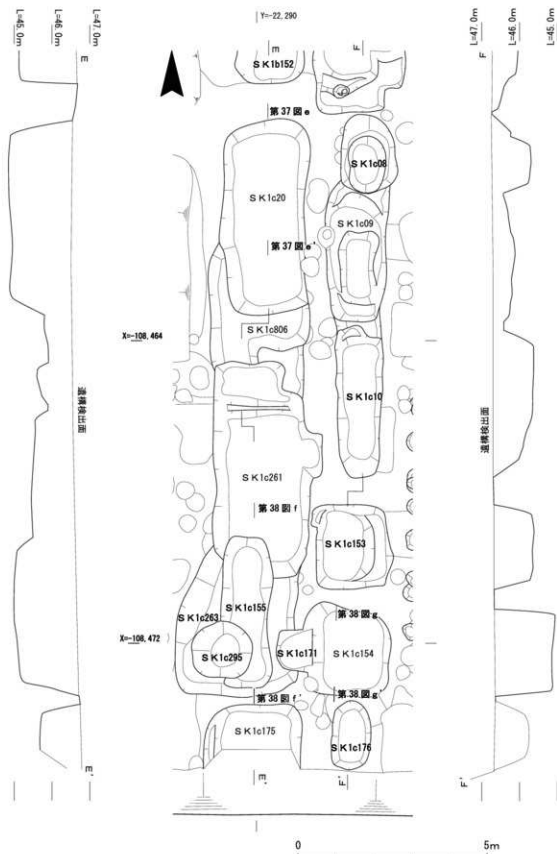 L=45.0m
L=46.0m
L=47.0m
Y=-22,290
L=47.0m
L=46.0m
L=45.0m
E
E
F
F
SK1b152
第37図e
SK1c08
SK1c20
SK1c09
第37図e'
X=-108,464
SK1c806
遺構検出面
遺構検出面
SK1c10
SK1c261
第38図f
SK1c153
SK1c263
SK1c155
第38図g
X=-108,472
SK1c295
SK1c171
SK1c154
第38図f'
第38図g'
SK1c175
SK1c176
E'
E'
F'
F'
0
5m